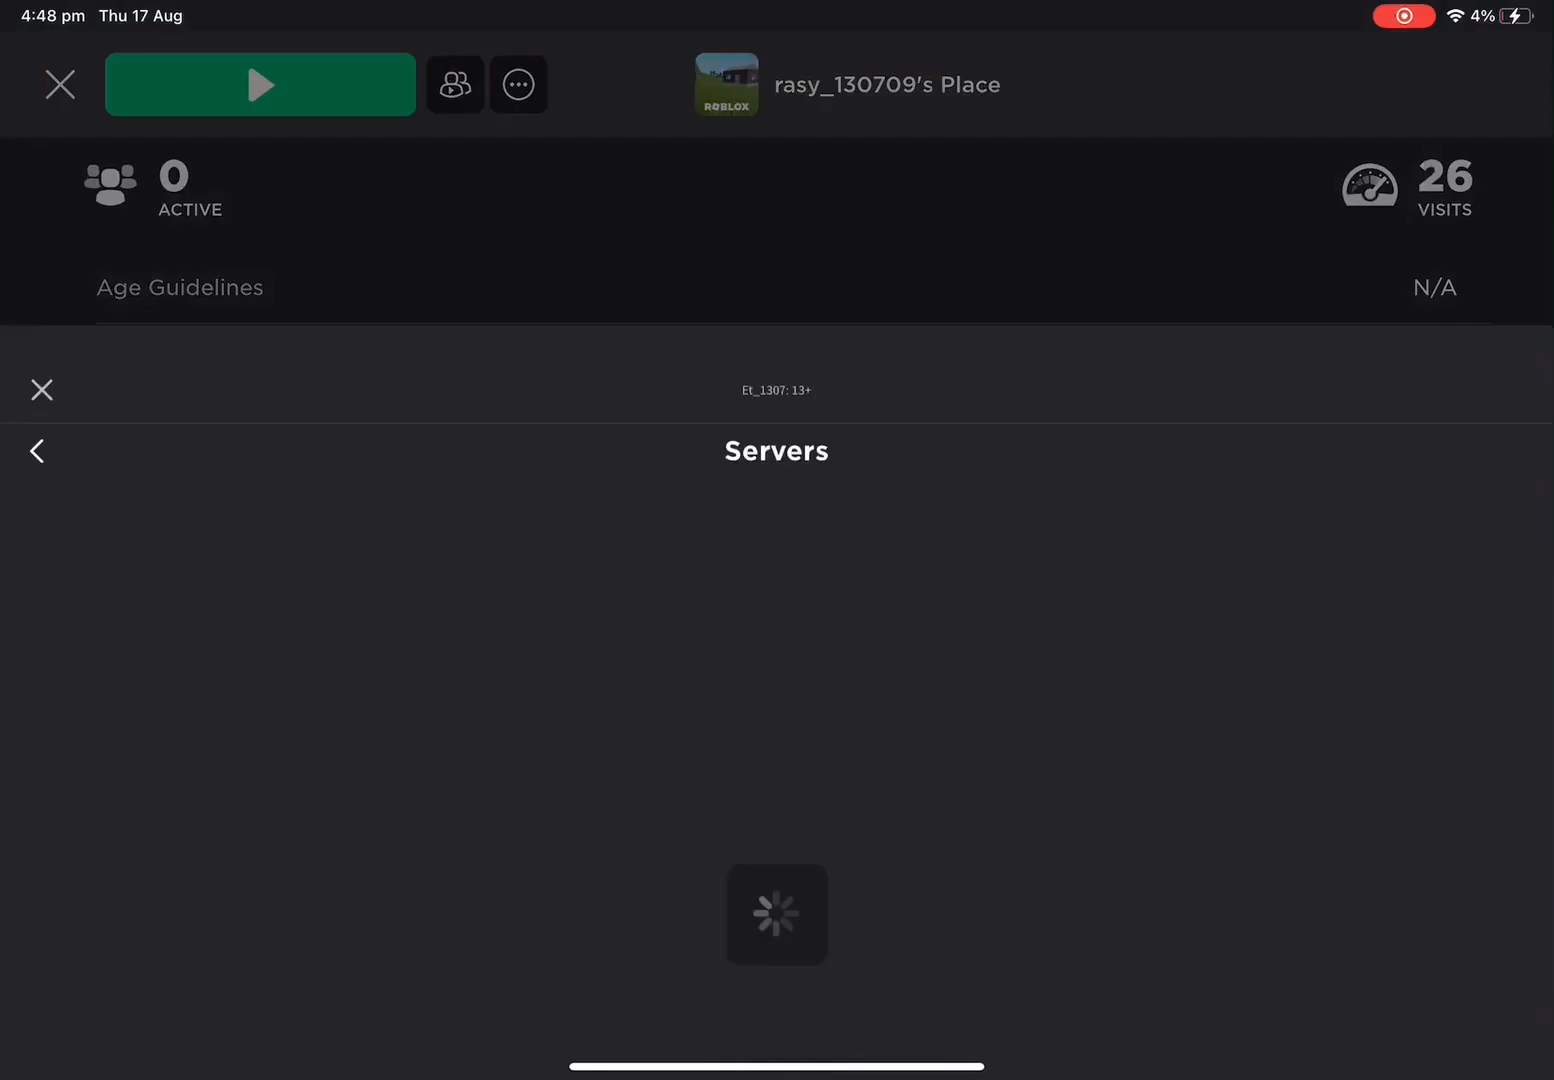 4:48 pm Thu 17 Aug 4%
ROBLOX rasy_130709's Place
0 26
ACTIVE VISITS
Age Guidelines N/A
Et_1307: 13+
Servers